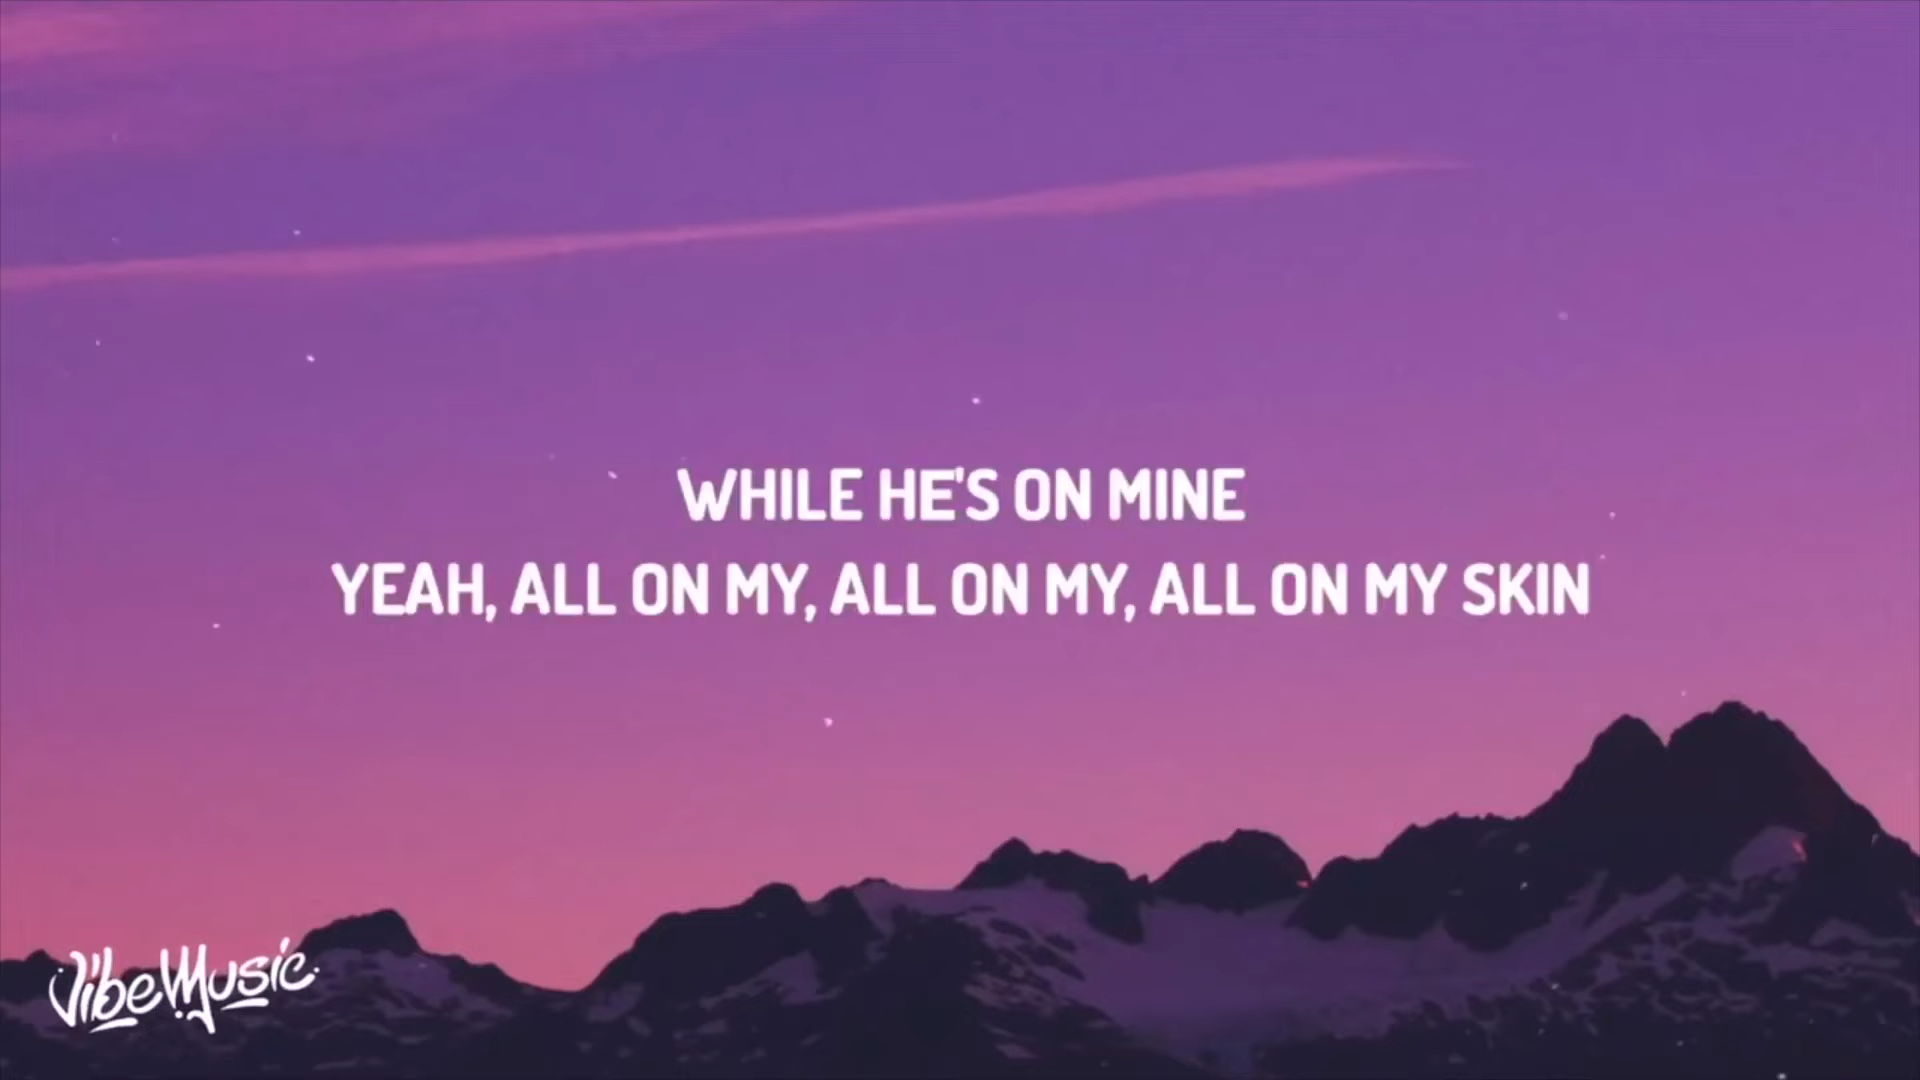 WHILE HE'S ON MINE
YEAH, ALL ON MY, ALL ON MY, ALL ON MY SKIN
VibeMusic